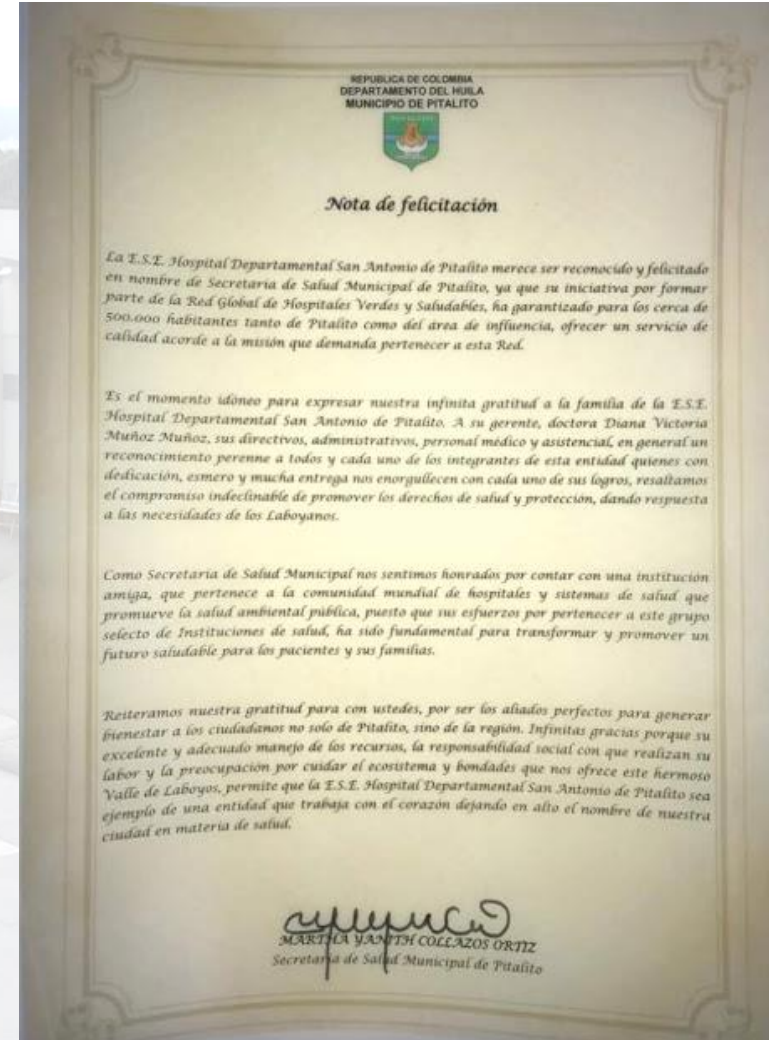 REPUBLICA DE COLOMBIA
DEPARTAMENTO DEL HUILA
MUNICIPIO DE PITALITO
Nota de felicitación
La E.S.E. Hospital Departamental San Antonio de Pitalito merece ser reconocido y felicitado
en nombre de Secretaria de Salud Municipal de Pitalito, ya que su iniciativa por formar
parte de la Red Global de Hospitales Verdes y Saludables, ha garantizado para los cerca de
500.000 habitantes tanto de Pitalito como del área de influencia, ofrecer un servicio de
calidad acorde a la misión que demanda pertenecer a esta Red.
Es el momento idóneo para expresar nuestra infinita gratitud a la familia de la E.S.E.
Hospital Departamental San Antonio de Pitalito. A su gerente, doctora Diana Victoria
Muñoz Muñoz, sus directivos, administrativos, personal médico y asistencial, en general un
reconocimiento perenne a todos y cada uno de los integrantes de esta entidad quienes con
dedicación, esmero y mucha entrega nos enorgullecen con cada uno de sus logros, resaltamos
el compromiso indeclinable de promover los derechos de salud y protección, dando respuesta
a las necesidades de los Laboyanos.
Como Secretaria de Salud Municipal nos sentimos honrados por contar con una institución
amiga, que pertenece a la comunidad mundial de hospitales y sistemas de salud que
promueve la salud ambiental pública, puesto que sus esfuerzos por pertenecer a este grupo
selecto de Instituciones de salud, ha sido fundamental para transformar y promover un
futuro saludable para los pacientes y sus familias.
Reiteramos nuestra gratitud para con ustedes, por ser los aliados perfectos para generar
bienestar a los ciudadanos no solo de Pitalito, sino de la región. Infinitas gracias porque su
excelente y adecuado manejo de los recursos, la responsabilidad social con que realizan su
labor y la preocupación por cuidar el ecosistema y bondades que nos ofrece este hermoso
Valle de Laboyos, permite que la E.S.E. Hospital Departamental San Antonio de Pitalito sea
ejemplo de una entidad que trabaja con el corazón dejando en alto el nombre de nuestra
ciudad en materia de salud.
MARTHA YANITH COLLAZOS ORTIZ
Secretaria de Salud Municipal de Pitalito